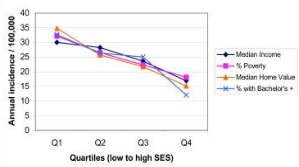 Annual incidence / 100,000
40
35
30
25
20
15
10
5
0
Q1 Q2 Q3 Q4
Quartiles (low to high SES)
Median Income
% Poverty
Median Home Value
% with Bachelor's +